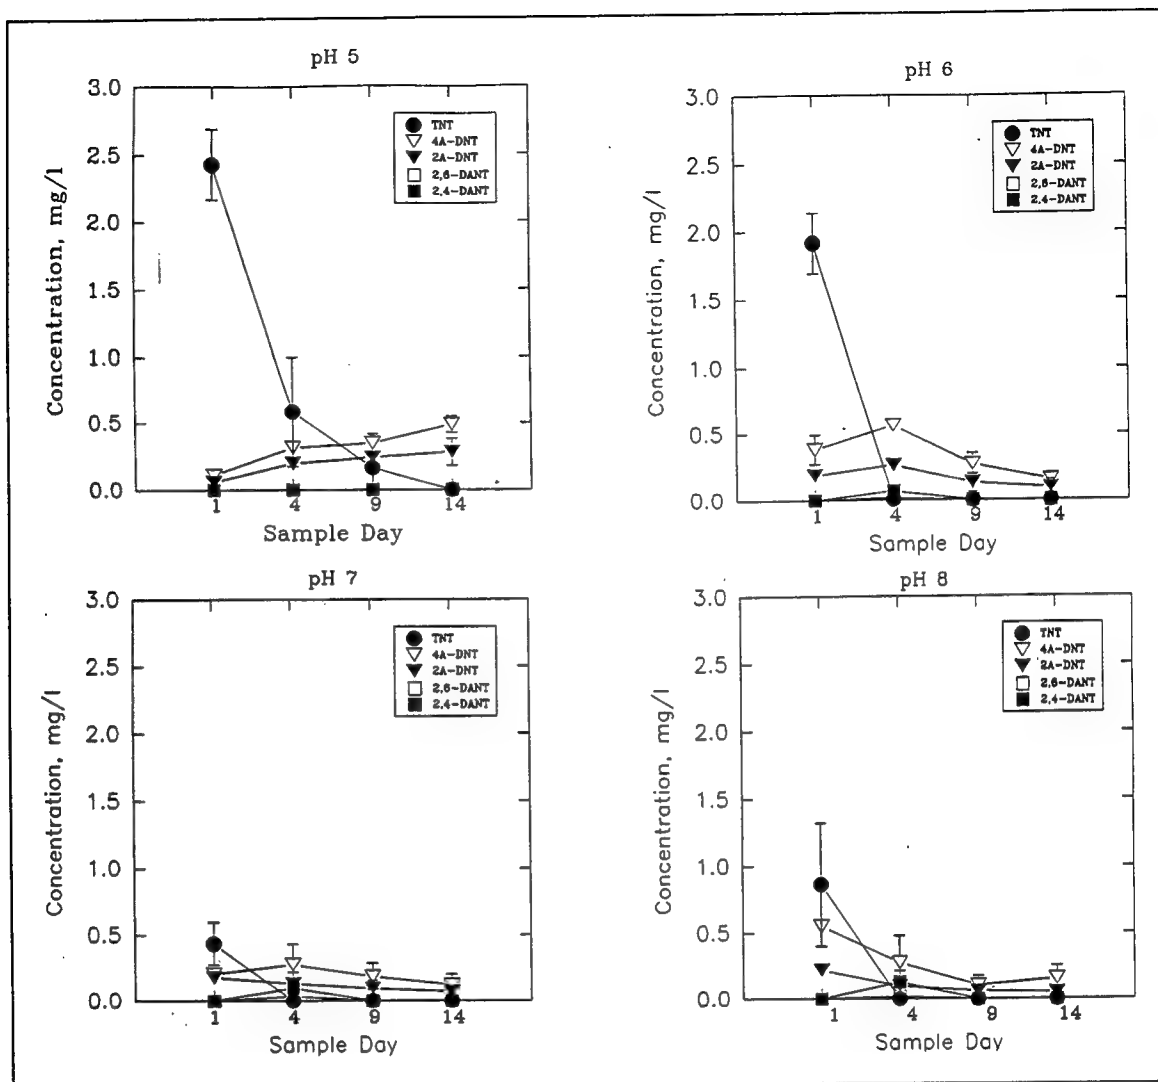 pH 5
3.0
2.5
2.0
1.5
1.0
0.5
0.0
Concentration, mg/l
TNT
4A-DNT
2A-DNT
2,6-DANT
2,4-DANT
1 4 9 14
Sample Day
pH 6
3.0
2.5
2.0
1.5
1.0
0.5
0.0
Concentration, mg/l
TNT
4A-DNT
2A-DNT
2,6-DANT
2,4-DANT
1 4 9 14
Sample Day
pH 7
3.0
2.5
2.0
1.5
1.0
0.5
0.0
Concentration, mg/l
TNT
4A-DNT
2A-DNT
2,6-DANT
2,4-DANT
1 4 9 14
Sample Day
pH 8
3.0
2.5
2.0
1.5
1.0
0.5
0.0
Concentration, mg/l
TNT
4A-DNT
2A-DNT
2,6-DANT
2,4-DANT
1 4 9 14
Sample Day